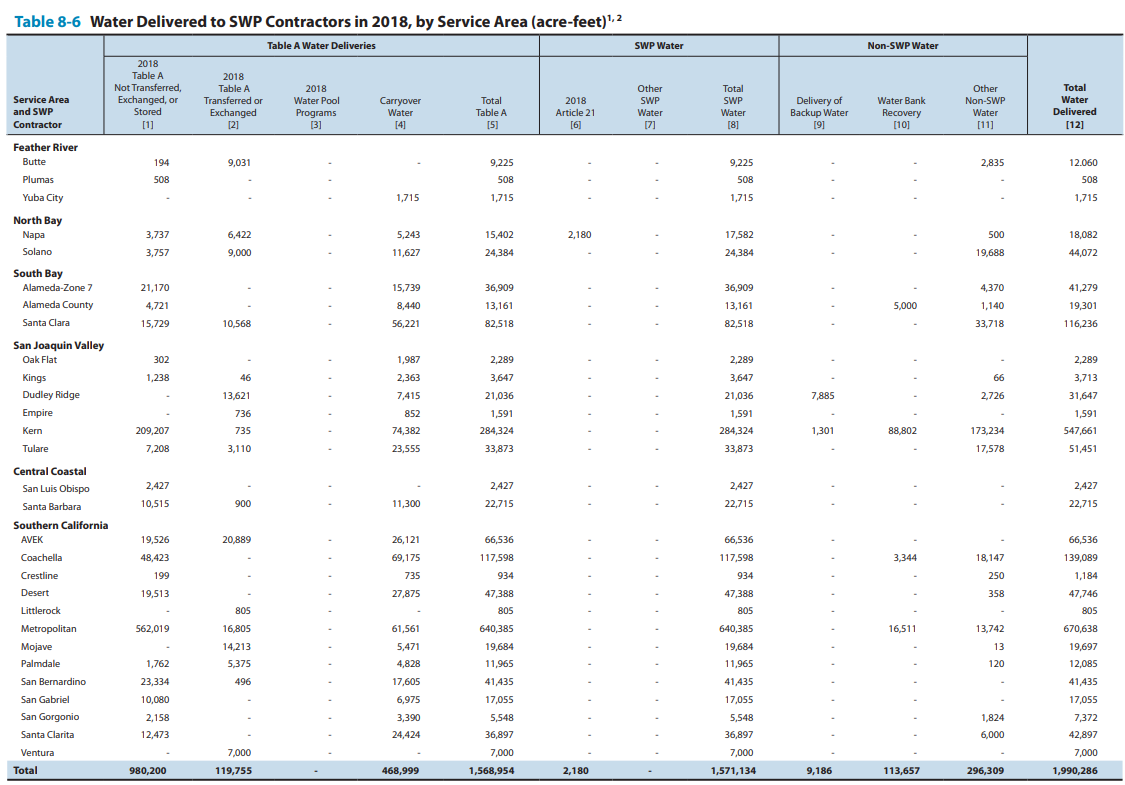 Table 8-6 Water Delivered to SWP Contractors in 2018, by Service Area (acre-feet)1, 2
Table A Water Deliveries SWP Water Non-SWP Water
Service Area and SWP Contractor 2018 Table A Not Transferred, Exchanged, or Stored [1] 2018 Table A Transferred or Exchanged [2] 2018 Water Pool Programs [3] Carryover Water [4] Total Table A [5] 2018 Article 21 [6] Other SWP Water [7] Total SWP Water [8] Delivery of Backup Water [9] Water Bank Recovery [10] Other Non-SWP Water [11] Total Water Delivered [12]
Feather River
Butte 194 9,031 - - 9,225 - - 9,225 - - 2,835 12.060
Plumas 508 - - - 508 - - 508 - - - 508
Yuba City - - - 1,715 1,715 - - 1,715 - - - 1,715
North Bay
Napa 3,737 6,422 - 5,243 15,402 2,180 - 17,582 - - 500 18,082
Solano 3,757 9,000 - 11,627 24,384 - - 24,384 - - 19,688 44,072
South Bay
Alameda-Zone 7 21,170 - - 15,739 36,909 - - 36,909 - - 4,370 41,279
Alameda County 4,721 - - 8,440 13,161 - - 13,161 - 5,000 1,140 19,301
Santa Clara 15,729 10,568 - 56,221 82,518 - - 82,518 - - 33,718 116,236
San Joaquin Valley
Oak Flat 302 - - 1,987 2,289 - - 2,289 - - - 2,289
Kings 1,238 46 - 2,363 3,647 - - 3,647 - - 66 3,713
Dudley Ridge - 13,621 - 7,415 21,036 - - 21,036 7,885 - 2,726 31,647
Empire - 736 - 852 1,591 - - 1,591 - - - 1,591
Kern 209,207 735 - 74,382 284,324 - - 284,324 1,301 88,802 173,234 547,661
Tulare 7,208 3,110 - 23,555 33,873 - - 33,873 - - 17,578 51,451
Central Coastal
San Luis Obispo 2,427 - - - 2,427 - - 2,427 - - - 2,427
Santa Barbara 10,515 900 - 11,300 22,715 - - 22,715 - - - 22,715
Southern California
AVEK 19,526 20,889 - 26,121 66,536 - - 66,536 - - - 66,536
Coachella 48,423 - - 69,175 117,598 - - 117,598 - 3,344 18,147 139,089
Crestline 199 - - 735 934 - - 934 - - 250 1,184
Desert 19,513 - - 27,875 47,388 - - 47,388 - - 358 47,746
Littlerock - 805 - - 805 - - 805 - - - 805
Metropolitan 562,019 16,805 - 61,561 640,385 - - 640,385 - 16,511 13,742 670,638
Mojave - 14,213 - 5,471 19,684 - - 19,684 - - 13 19,697
Palmdale 1,762 5,375 - 4,828 11,965 - - 11,965 - - 120 12,085
San Bernardino 23,334 496 - 17,605 41,435 - - 41,435 - - - 41,435
San Gabriel 10,080 - - 6,975 17,055 - - 17,055 - - - 17,055
San Gorgonio 2,158 - - 3,390 5,548 - - 5,548 - - 1,824 7,372
Santa Clarita 12,473 - - 24,424 36,897 - - 36,897 - - 6,000 42,897
Ventura - 7,000 - - 7,000 - - 7,000 - - - 7,000
Total 980,200 119,755 - 468,999 1,568,954 2,180 - 1,571,134 9,186 113,657 296,309 1,990,286